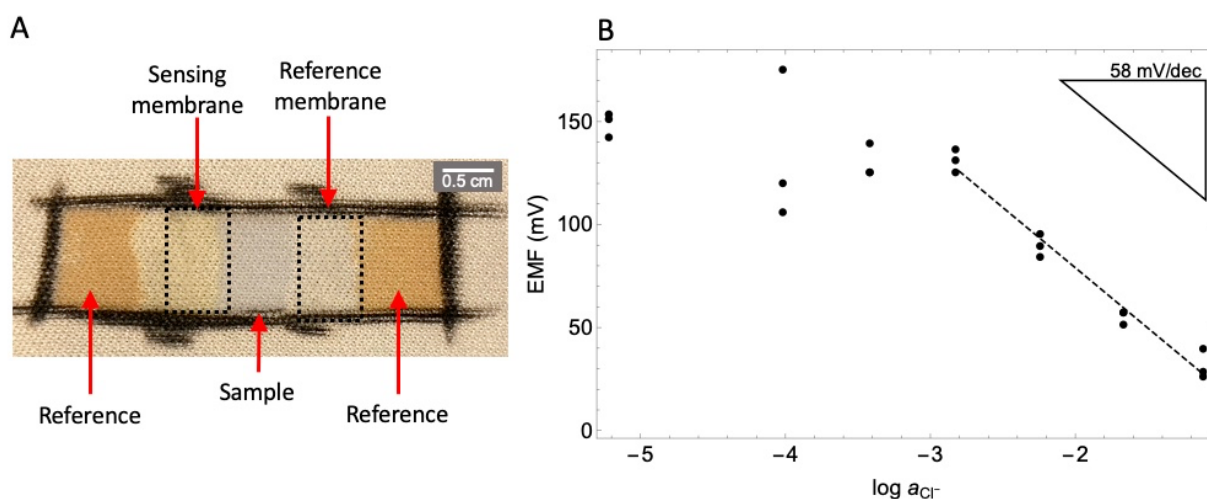 A
Sensing
membrane
Reference
membrane
0.5 cm
Reference
Sample
Reference
B
58 mV/dec
EMF (mV)
150
100
50
0
−5
−4
−3
−2
log aCl⁻